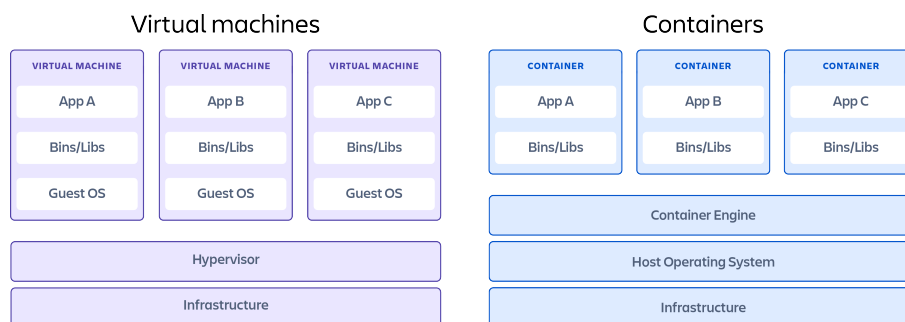 Virtual machines
VIRTUAL MACHINE
App A
Bins/Libs
Guest OS
VIRTUAL MACHINE
App B
Bins/Libs
Guest OS
VIRTUAL MACHINE
App C
Bins/Libs
Guest OS
Hypervisor
Infrastructure
Containers
CONTAINER
App A
Bins/Libs
CONTAINER
App B
Bins/Libs
CONTAINER
App C
Bins/Libs
Container Engine
Host Operating System
Infrastructure